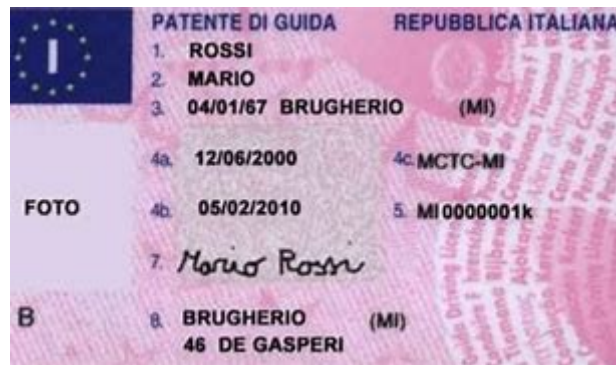 I
PATENTE DI GUIDA REPUBBLICA ITALIANA
1. ROSSI
2. MARIO
3. 04/01/67 BRUGHERIO (MI)
4a. 12/06/2000 4c. MCTC-MI
FOTO
4b. 05/02/2010 5. MI0000001k
7. Mario Rossi
B
8. BRUGHERIO (MI)
46 DE GASPERI